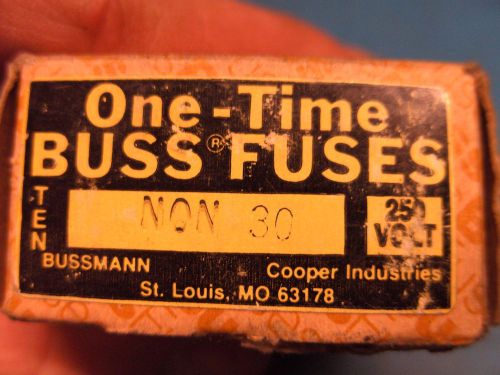 One-Time
BUSS® FUSES
TEN
NON 30
250
VOLT
BUSSMANN Cooper Industries
St. Louis, MO 63178